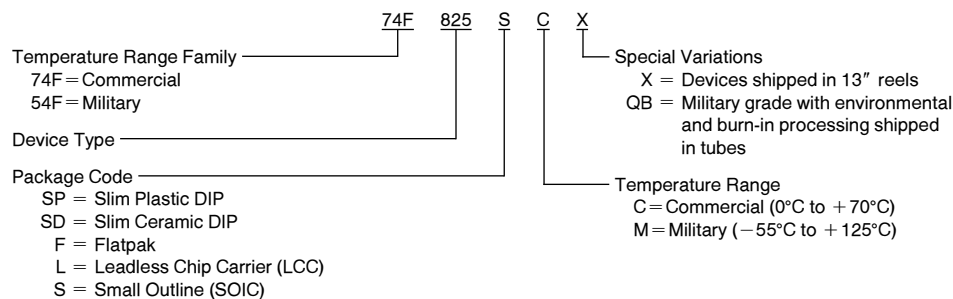 74F 825 S C X
Temperature Range Family
74F = Commercial
54F = Military
Device Type
Package Code
SP = Slim Plastic DIP
SD = Slim Ceramic DIP
F = Flatpak
L = Leadless Chip Carrier (LCC)
S = Small Outline (SOIC)
Special Variations
X = Devices shipped in 13″ reels
QB = Military grade with environmental
and burn-in processing shipped
in tubes
Temperature Range
C = Commercial (0°C to +70°C)
M = Military (−55°C to +125°C)